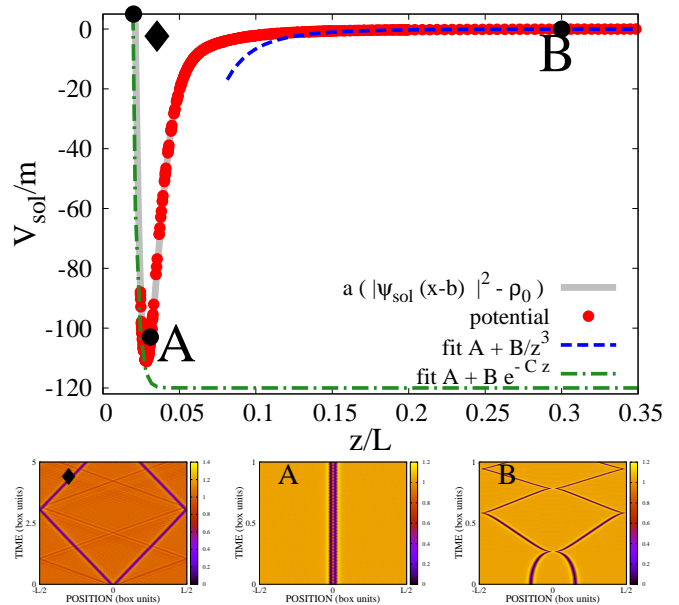 0
-20
-40
-60
-80
-100
-120
V_sol/m
A
B
a ( |ψ_sol (x-b) |^2 - ρ_0 )
potential
fit A + B/z^3
fit A + B e^-C z
0 0.05 0.1 0.15 0.2 0.25 0.3 0.35
z/L
TIME (box units)
5
2.5
0
-L/2 0 L/2
POSITION (box units)
1.4
1.2
1
0.8
0.6
0.4
0.2
0
A
TIME (box units)
1
0.5
0
-L/2 0 L/2
POSITION (box units)
1.2
1
0.8
0.6
0.4
0.2
0
B
TIME (box units)
1
0.5
0
-L/2 0 L/2
POSITION (box units)
1.2
1
0.8
0.6
0.4
0.2
0